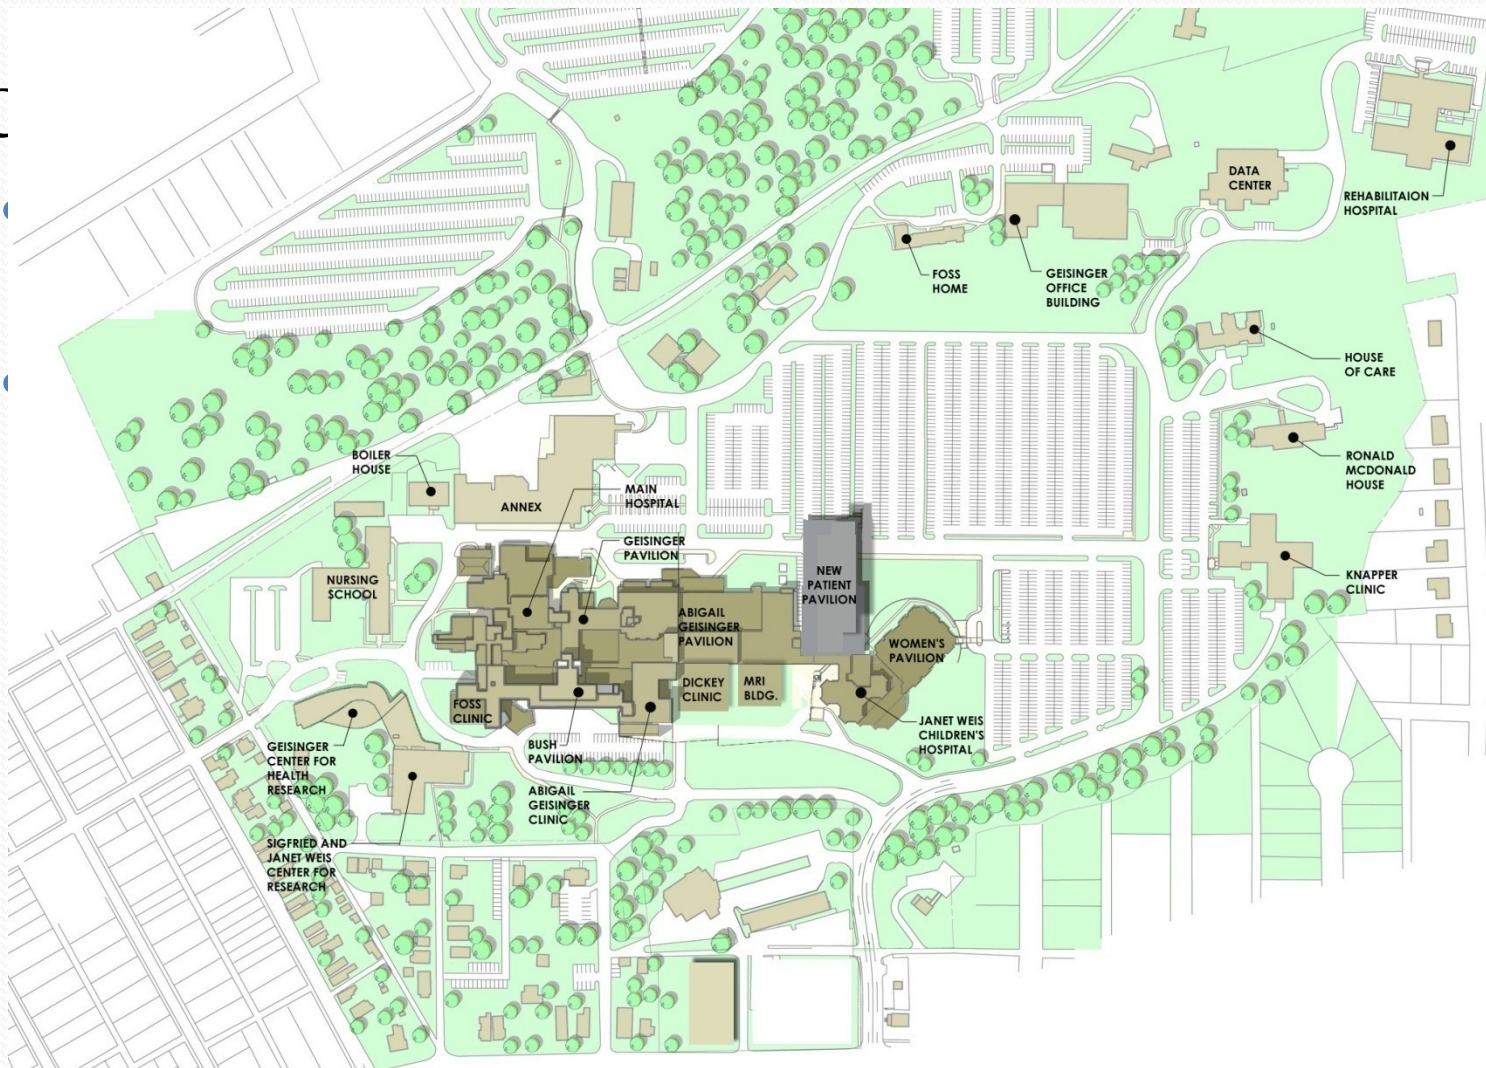 DATA
CENTER
REHABILITAION
HOSPITAL
FOSS
HOME
GEISINGER
OFFICE
BUILDING
HOUSE
OF CARE
RONALD
MCDONALD
HOUSE
BOILER
HOUSE
ANNEX
MAIN
HOSPITAL
GEISINGER
PAVILION
NURSING
SCHOOL
NEW
PATIENT
PAVILION
KNAPPER
CLINIC
ABIGAIL
GEISINGER
PAVILION
WOMEN'S
PAVILION
DICKEY
CLINIC
MRI
BLDG.
FOSS
CLINIC
JANET WEIS
CHILDREN'S
HOSPITAL
BUSH
PAVILION
GEISINGER
CENTER FOR
HEALTH
RESEARCH
ABIGAIL
GEISINGER
CLINIC
SIGFRIED AND
JANET WEIS
CENTER FOR
RESEARCH